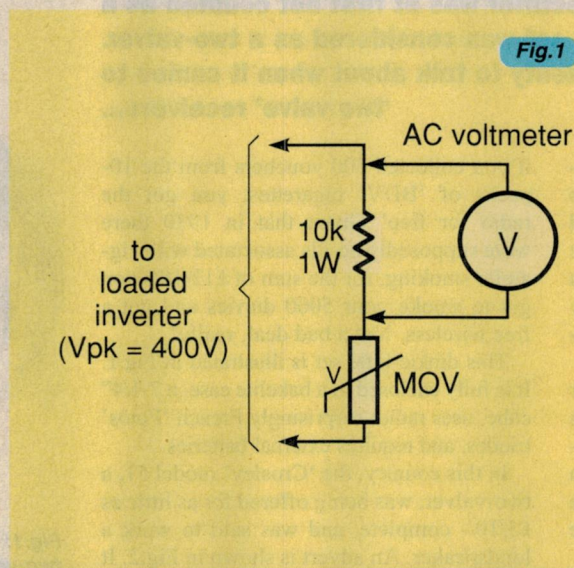 Fig.1
AC voltmeter
10k
1W
V
to
loaded
inverter
(Vpk = 400V)
V
MOV